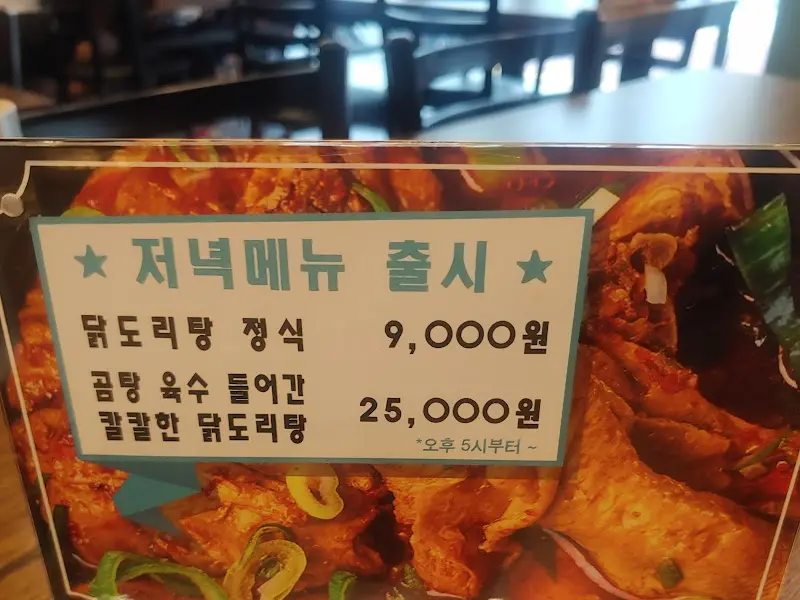 ★ 저녁메뉴 출시 ★
닭도리탕 정식 9,000원
곰탕 육수 들어간
칼칼한 닭도리탕 25,000원
*오후 5시부터 ~